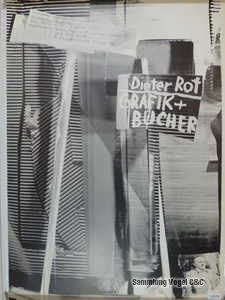 Dieter Rot
GRAFIK +
BÜCHER
Sammlung Vogel C&C